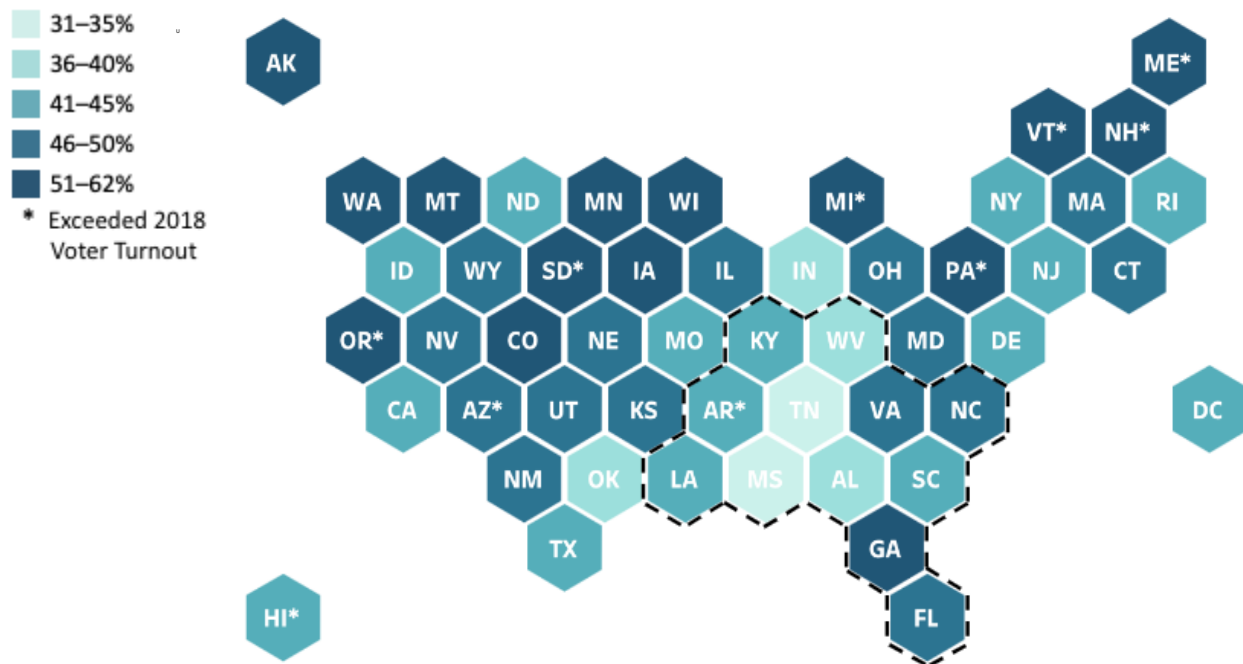 31–35%
36–40%
41–45%
46–50%
51–62%
* Exceeded 2018
Voter Turnout
AK
ME*
VT* NH*
WA MT ND MN WI MI* NY MA RI
ID WY SD* IA IL IN OH PA* NJ CT
OR* NV CO NE MO KY WV MD DE
CA AZ* UT KS AR* TN VA NC DC
NM OK LA MS AL SC
TX GA
HI* FL